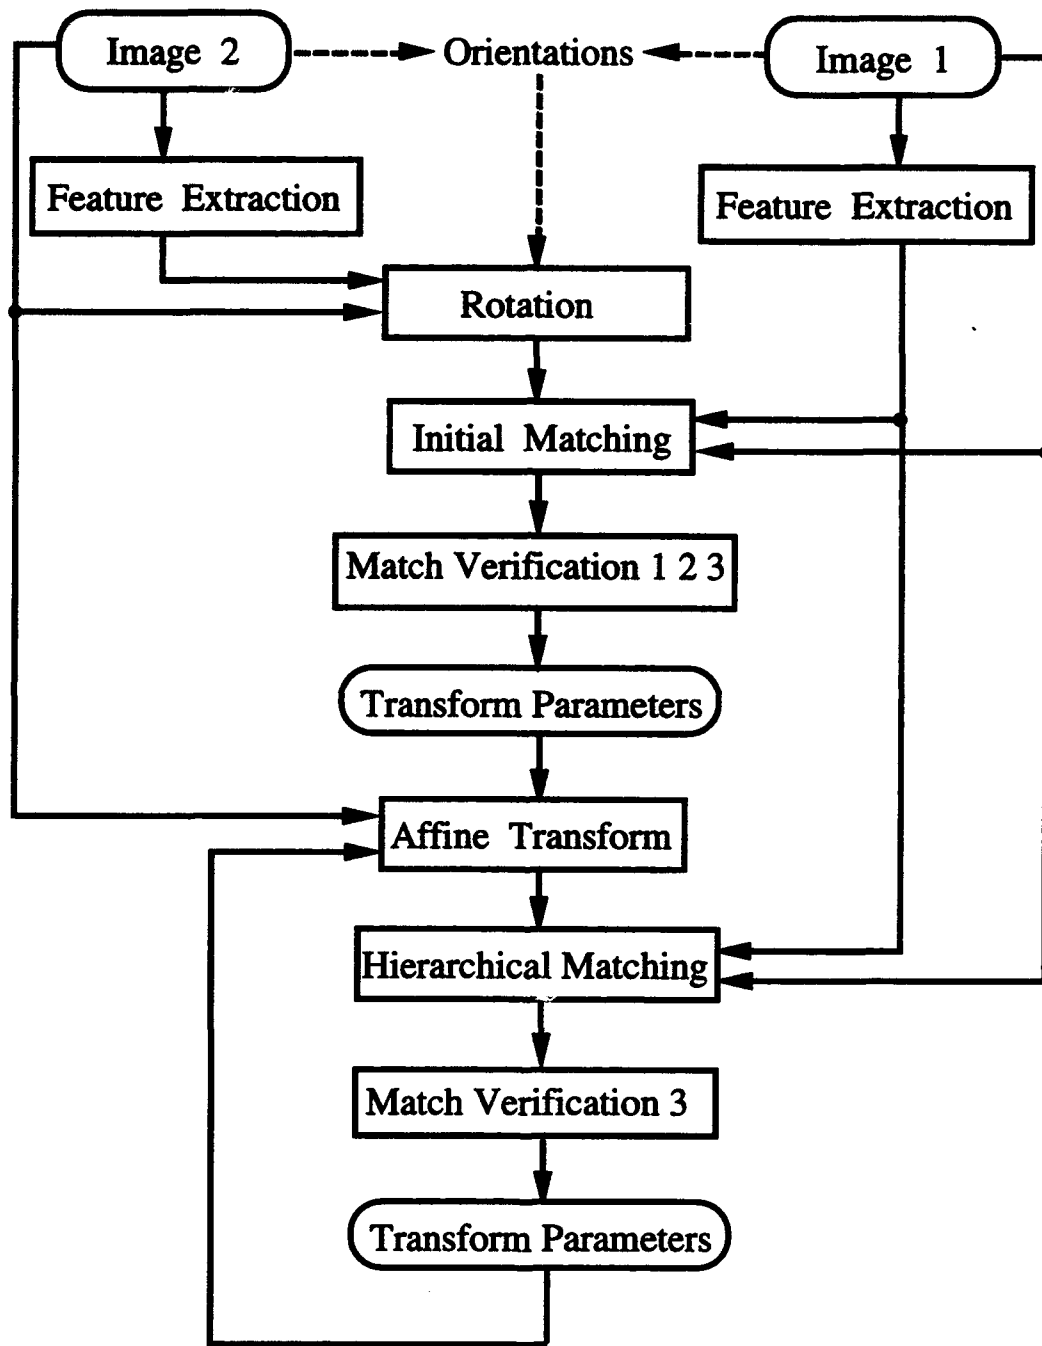 Image 2
Orientations
Image 1
Feature Extraction
Feature Extraction
Rotation
Initial Matching
Match Verification 1 2 3
Transform Parameters
Affine Transform
Hierarchical Matching
Match Verification 3
Transform Parameters